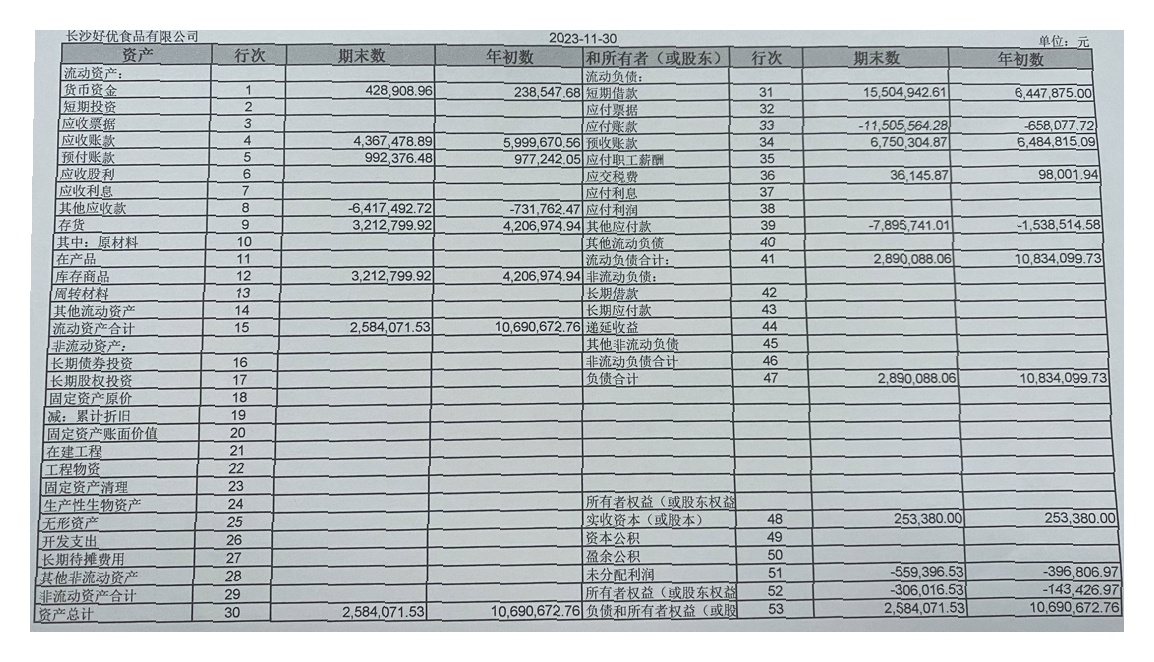 长沙好优食品有限公司 2023-11-30 单位：元
资产 行次 期末数 年初数 和所有者（或股东） 行次 期末数 年初数
流动资产： 流动负债：
货币资金 1 428,908.96 238,547.68 短期借款 31 15,504,942.61 6,447,875.00
短期投资 2 应付票据 32
应收票据 3 应付账款 33 -11,505,564.28 -658,077.72
应收账款 4 4,367,478.89 5,999,670.56 预收账款 34 6,750,304.87 6,484,815.09
预付账款 5 992,376.48 977,242.05 应付职工薪酬 35
应收股利 6 应交税费 36 36,145.87 98,001.94
应收利息 7 应付利息 37
其他应收款 8 -6,417,492.72 -731,762.47 应付利润 38
存货 9 3,212,799.92 4,206,974.94 其他应付款 39 -7,895,741.01 -1,538,514.58
其中：原材料 10 其他流动负债 40
在产品 11 流动负债合计： 41 2,890,088.06 10,834,099.73
库存商品 12 3,212,799.92 4,206,974.94 非流动负债：
周转材料 13 长期借款 42
其他流动资产 14 长期应付款 43
流动资产合计 15 2,584,071.53 10,690,672.76 递延收益 44
非流动资产： 其他非流动负债 45
长期债券投资 16 非流动负债合计 46
长期股权投资 17 负债合计 47 2,890,088.06 10,834,099.73
固定资产原价 18
减：累计折旧 19
固定资产账面价值 20
在建工程 21
工程物资 22
固定资产清理 23
生产性生物资产 24 所有者权益（或股东权益
无形资产 25 实收资本（或股本） 48 253,380.00 253,380.00
开发支出 26 资本公积 49
长期待摊费用 27 盈余公积 50
其他非流动资产 28 未分配利润 51 -559,396.53 -396,806.97
非流动资产合计 29 所有者权益（或股东权益 52 -306,016.53 -143,426.97
资产总计 30 2,584,071.53 10,690,672.76 负债和所有者权益（或股 53 2,584,071.53 10,690,672.76